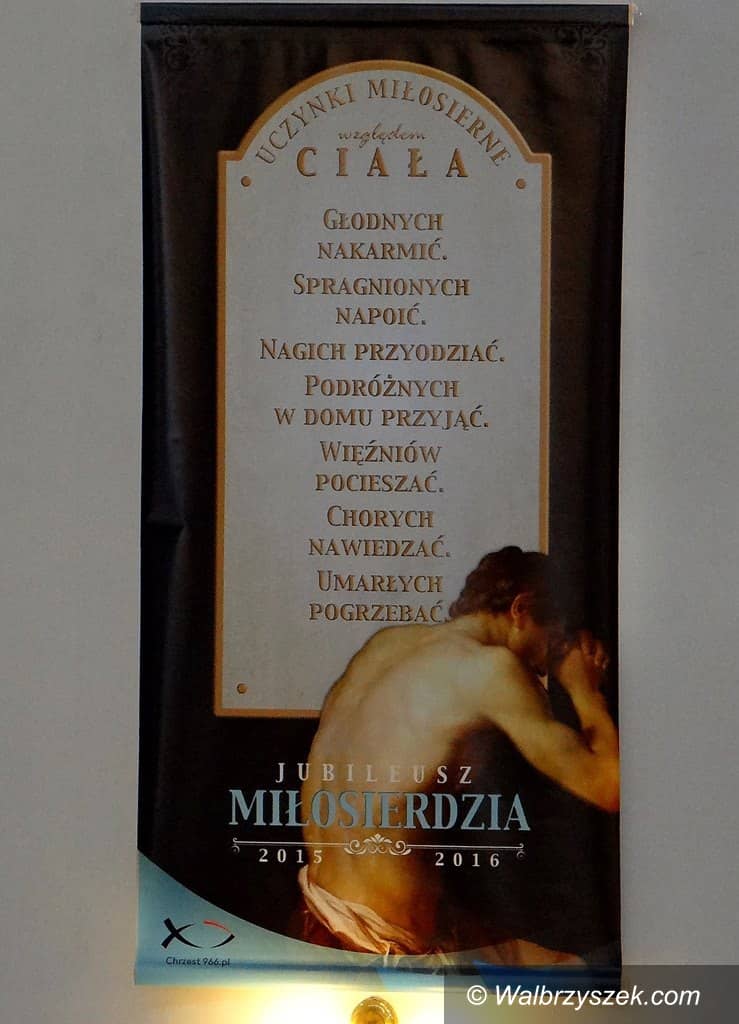 UCZYNKI MIŁOSIERNE
względem
CIAŁA
GŁODNYCH
NAKARMIĆ.
SPRAGNIONYCH
NAPOIĆ.
NAGICH PRZYODZIAĆ.
PODRÓŻNYCH
W DOMU PRZYJĄĆ.
WIĘŹNIÓW
POCIESZAĆ.
CHORYCH
NAWIEDZAĆ.
UMARŁYCH
POGRZEBAĆ.
JUBILEUSZ
MIŁOSIERDZIA
2015 2016
Chrzest966.pl
© Walbrzyszek.com